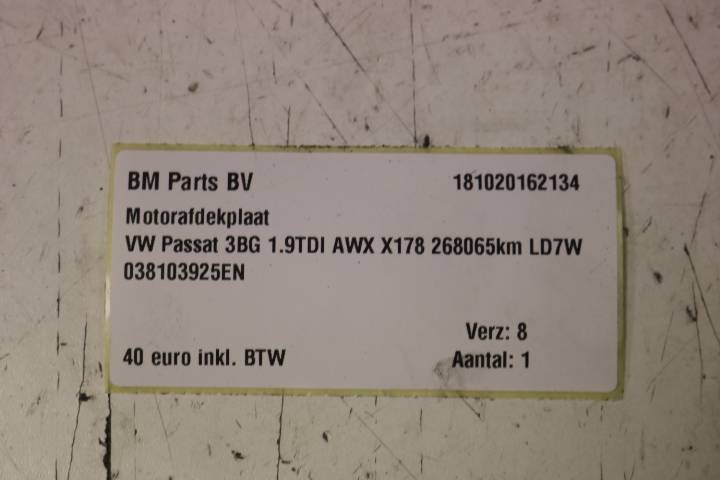 BM Parts BV 181020162134
Motorafdekplaat
VW Passat 3BG 1.9TDI AWX X178 268065km LD7W
038103925EN
Verz: 8
40 euro inkl. BTW Aantal: 1